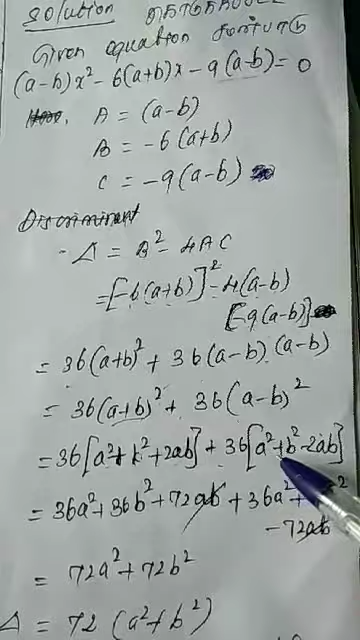 Solution
Given equation
(a-b)x² - 6(a+b)x - 9(a-b) = 0
A = (a-b)
B = -6(a+b)
C = -9(a-b)
Discriminant
Δ = B² - 4AC
= [-6(a+b)]² - 4(a-b)
[-9(a-b)]
= 36(a+b)² + 36(a-b)(a-b)
= 36(a+b)² + 36(a-b)²
= 36[a²+b²+2ab] + 36[a²+b²-2ab]
= 36a²+36b²+72ab + 36a²+
-72ab
= 72a²+72b²
Δ = 72(a²+b²)